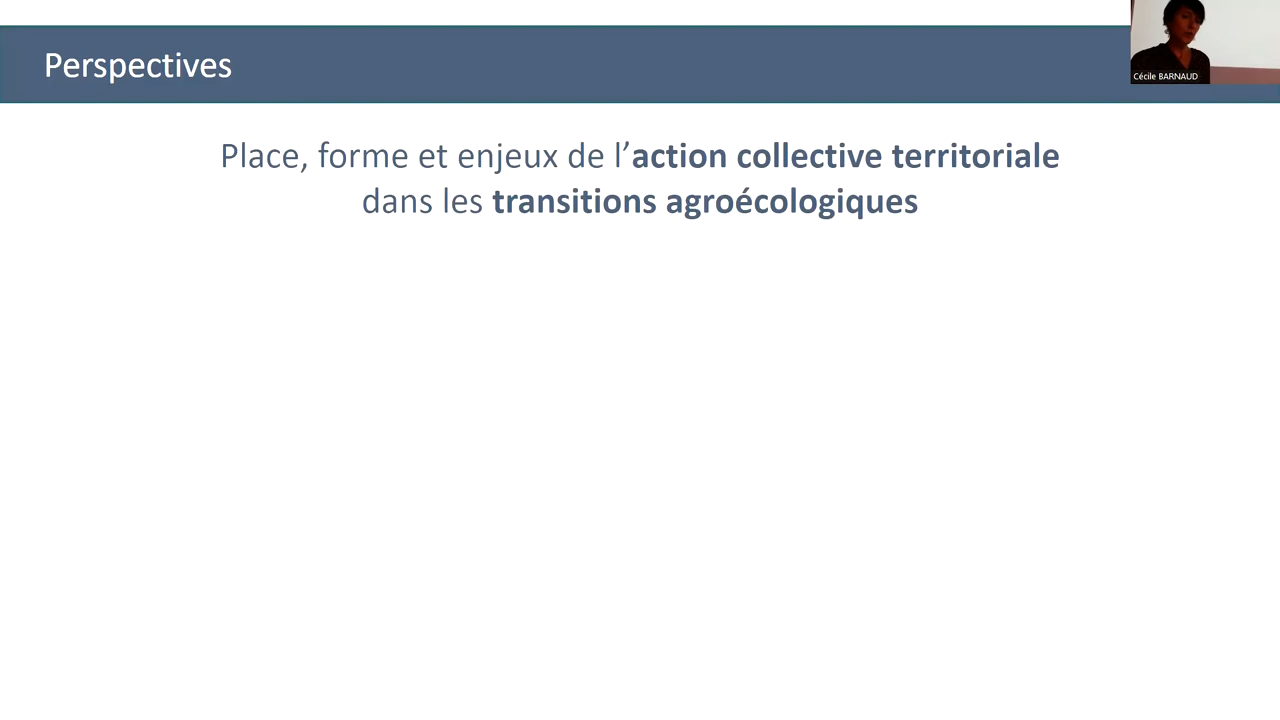 Perspectives
Cécile BARNAUD
Place, forme et enjeux de l’action collective territoriale
dans les transitions agroécologiques